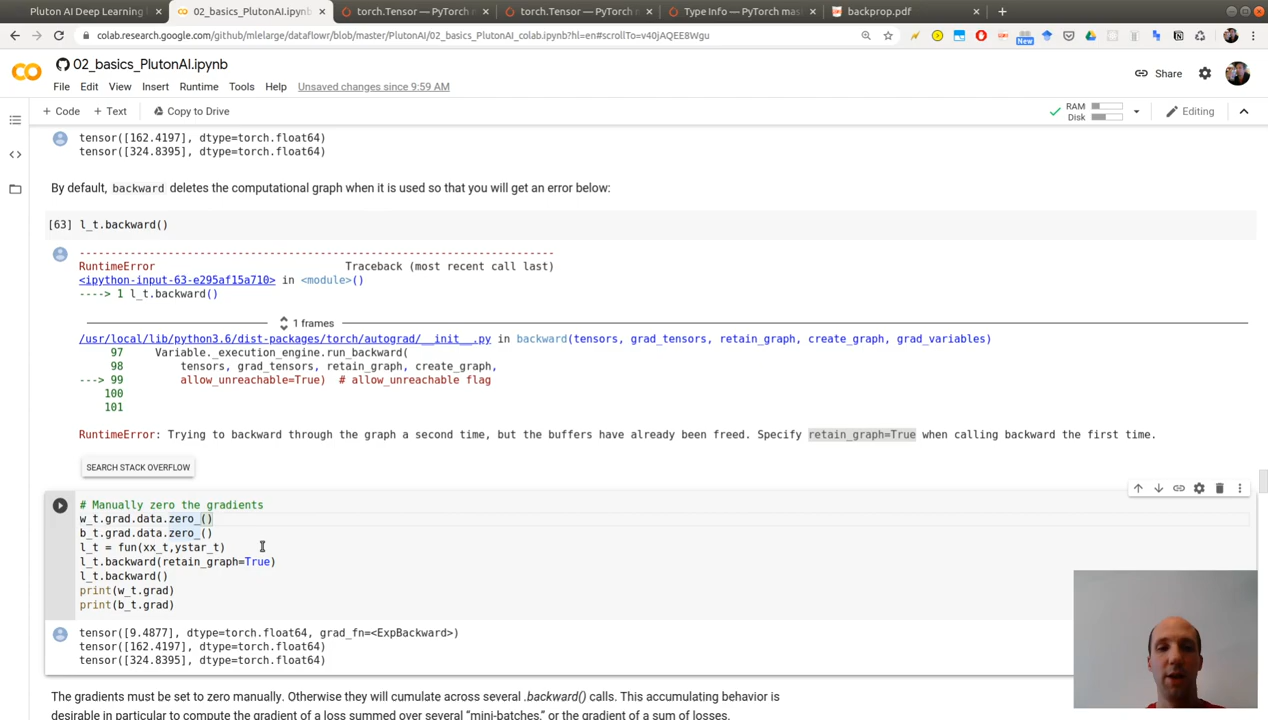 Pluton AI Deep Learning
02_basics_PlutonAI.ipynb
torch.Tensor — PyTorch
torch.Tensor — PyTorch
Type Info — PyTorch mast
backprop.pdf
colab.research.google.com/github/mlelarge/dataflowr/blob/master/PlutonAI/02_basics_PlutonAI_colab.ipynb?hl=en#scrollTo=v40jAQEE8Wgu
New
CO
02_basics_PlutonAI.ipynb
File Edit View Insert Runtime Tools Help Unsaved changes since 9:59 AM
Share
+ Code + Text Copy to Drive
RAM
Disk
Editing
tensor([162.4197], dtype=torch.float64)
tensor([324.8395], dtype=torch.float64)
By default, backward deletes the computational graph when it is used so that you will get an error below:
[63] l_t.backward()
---------------------------------------------------------------------------
RuntimeError Traceback (most recent call last)
<ipython-input-63-e295af15a710> in <module>()
----> 1 l_t.backward()
1 frames
/usr/local/lib/python3.6/dist-packages/torch/autograd/__init__.py in backward(tensors, grad_tensors, retain_graph, create_graph, grad_variables)
97 Variable._execution_engine.run_backward(
98 tensors, grad_tensors, retain_graph, create_graph,
---> 99 allow_unreachable=True) # allow_unreachable flag
100
101
RuntimeError: Trying to backward through the graph a second time, but the buffers have already been freed. Specify retain_graph=True when calling backward the first time.
SEARCH STACK OVERFLOW
# Manually zero the gradients
w_t.grad.data.zero_()
b_t.grad.data.zero_()
l_t = fun(xx_t,ystar_t)
l_t.backward(retain_graph=True)
l_t.backward()
print(w_t.grad)
print(b_t.grad)
tensor([9.4877], dtype=torch.float64, grad_fn=<ExpBackward>)
tensor([162.4197], dtype=torch.float64)
tensor([324.8395], dtype=torch.float64)
The gradients must be set to zero manually. Otherwise they will cumulate across several .backward() calls. This accumulating behavior is
desirable in particular to compute the gradient of a loss summed over several "mini-batches," or the gradient of a sum of losses.